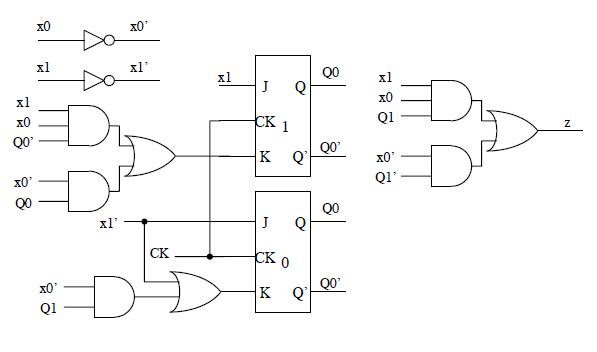 x0 x0’
x1 x1’
x1
x0
Q0’
x0’
Q0
x1 J Q Q0
CK 1
K Q’ Q0’
x1
x0
Q1
x0’
Q1’
z
x1’ J Q Q0
CK CK 0
K Q’ Q0’
x0’
Q1